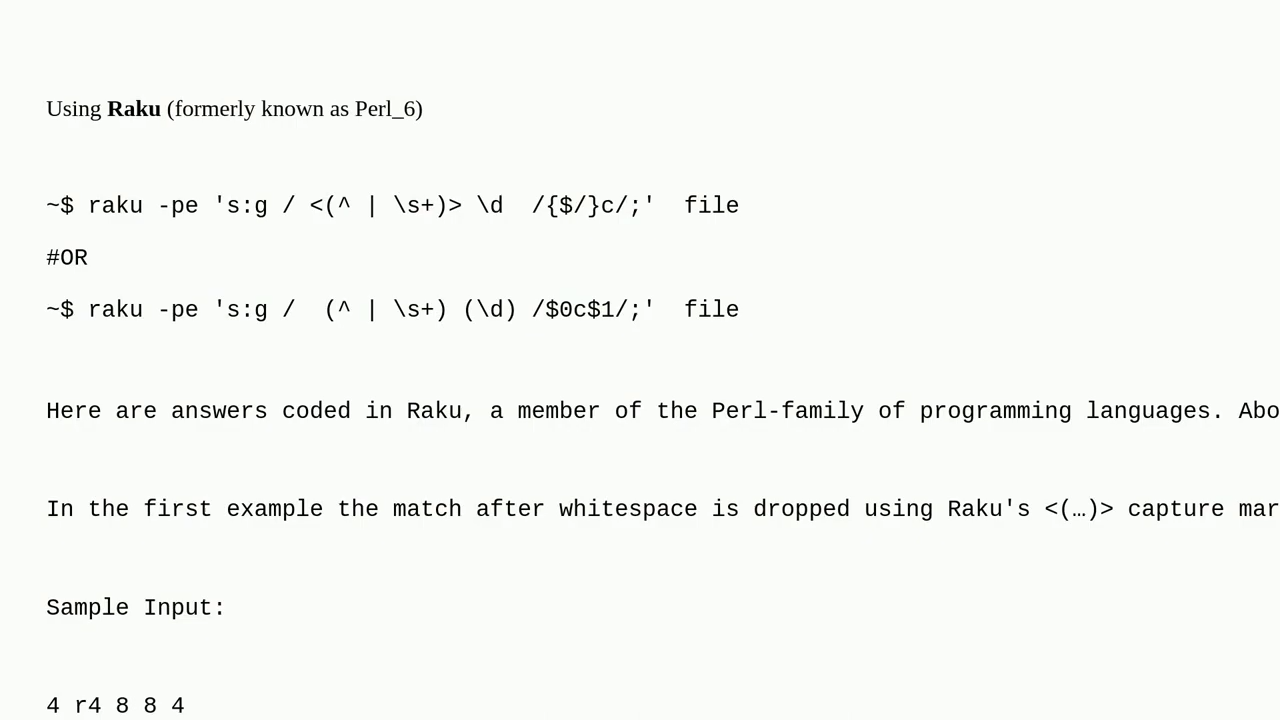 Using Raku (formerly known as Perl_6)
~$ raku -pe 's:g / <(^ | \s+)> \d  /{$/}c/;'  file
#OR
~$ raku -pe 's:g /  (^ | \s+) (\d) /$0c$1/;'  file
Here are answers coded in Raku, a member of the Perl-family of programming languages. Abo
In the first example the match after whitespace is dropped using Raku's <(…)> capture mar
Sample Input:
4 r4 8 8 4